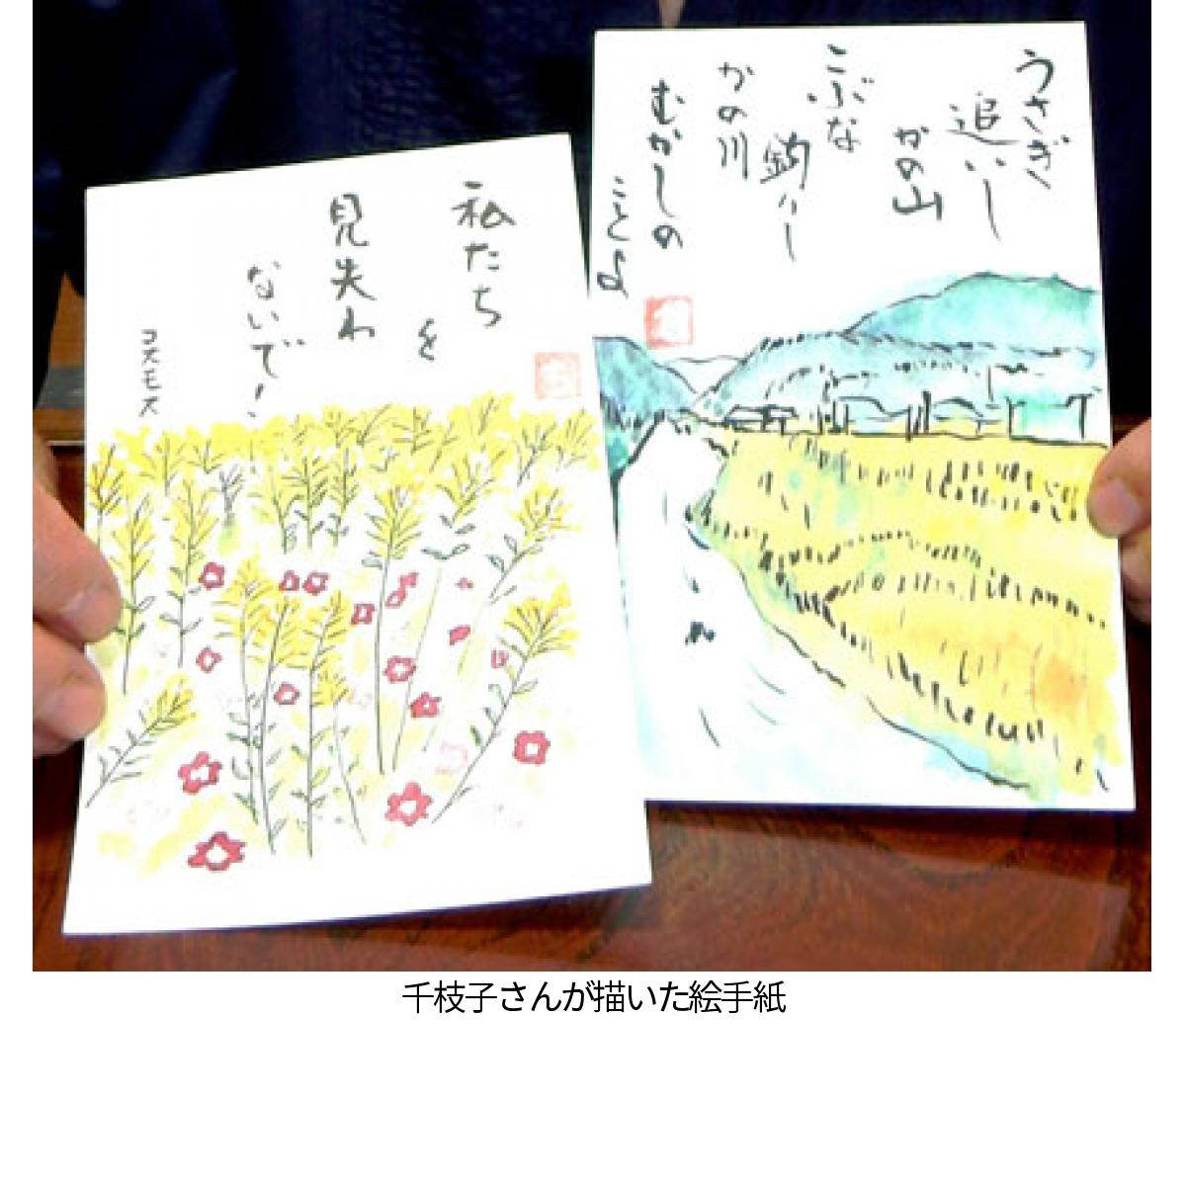 うさぎ
追いし
かの山
こぶな
釣りし
かの川
むかしの
ことよ
私たち
を
見失わ
ないで!
コスモス
千枝子さんが描いた絵手紙